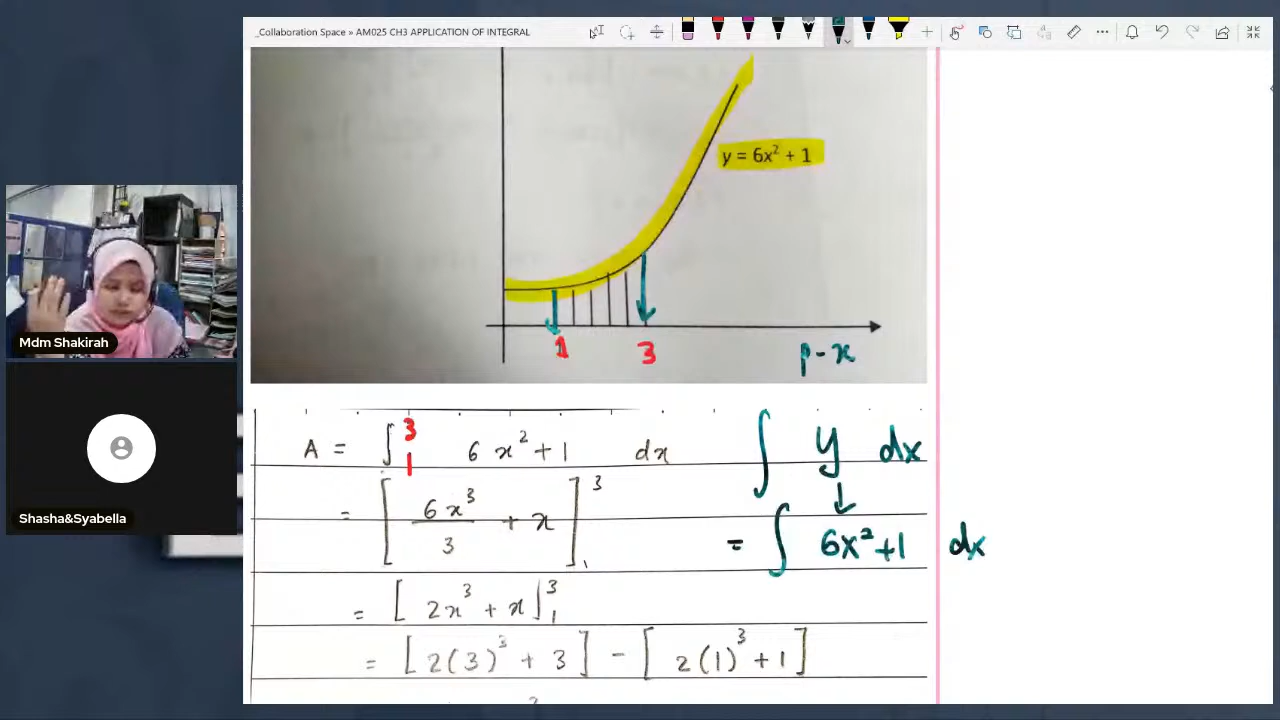 _Collaboration Space » AM025 CH3 APPLICATION OF INTEGRAL
y = 6x² + 1
1 3 p - x
A = ∫₁³ 6x² + 1 dx
= [ 6x³/3 + x ]₁³
= [ 2x³ + x ]₁³
= [ 2(3)³ + 3 ] - [ 2(1)³ + 1 ]
∫ y dx
= ∫ 6x² + 1 dx
Mdm Shakirah
Shasha&Syabella